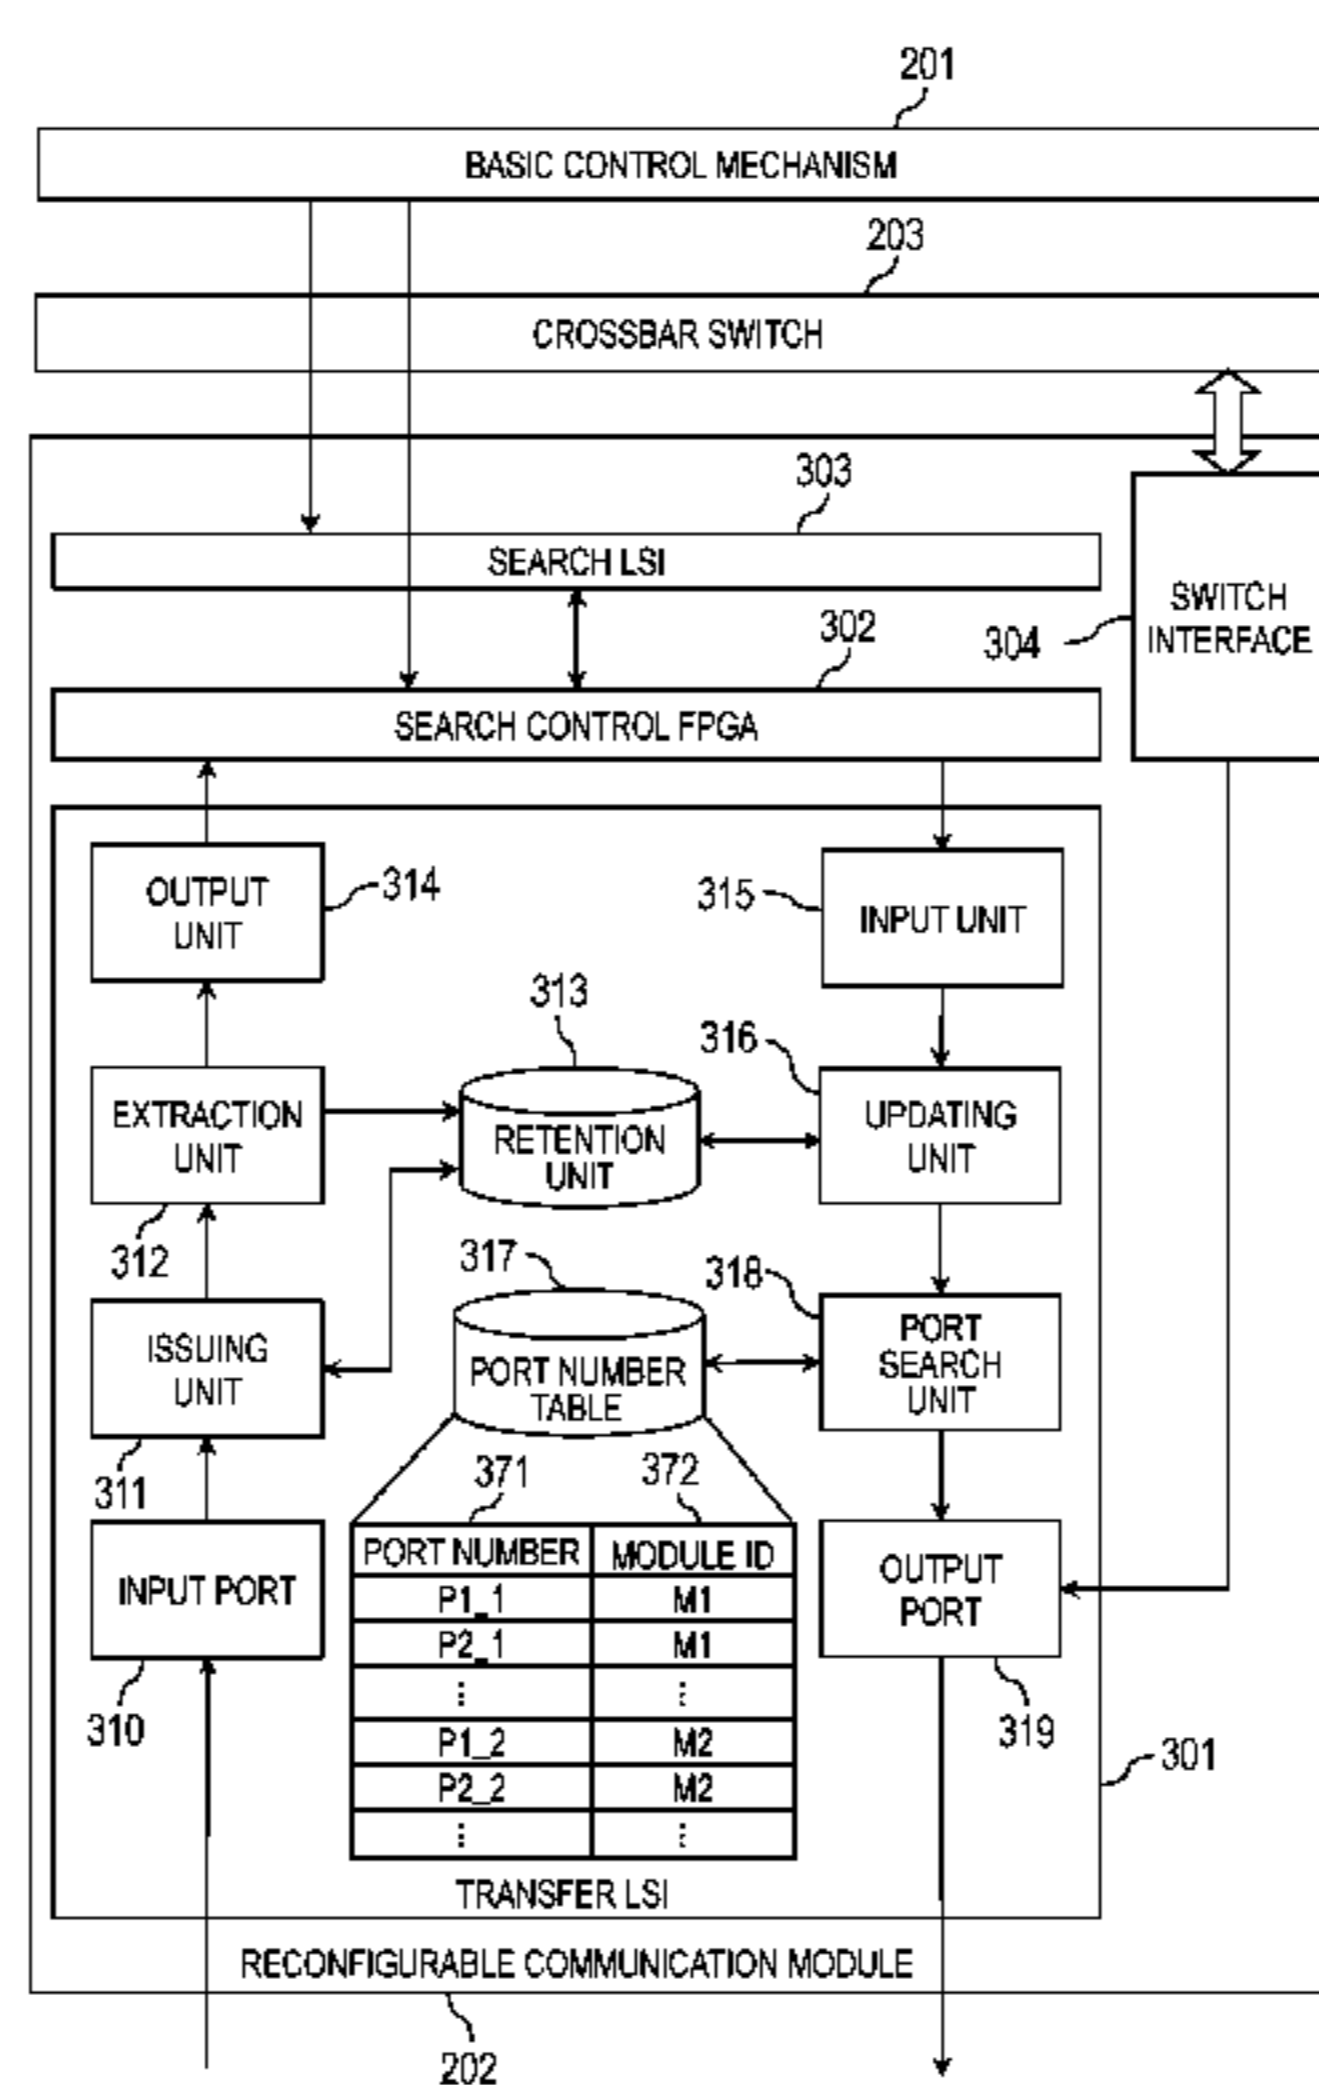 201
BASIC CONTROL MECHANISM
203
CROSSBAR SWITCH
303
SEARCH LSI
302
SWITCH
INTERFACE
304
SEARCH CONTROL FPGA
OUTPUT
UNIT
314
315
INPUT UNIT
313
316
EXTRACTION
UNIT
RETENTION
UNIT
UPDATING
UNIT
312
317
318
ISSUING
UNIT
PORT NUMBER
TABLE
PORT
SEARCH
UNIT
311
371
372
INPUT PORT
PORT NUMBER MODULE ID
P1_1 M1
P2_1 M1
⋮ ⋮
P1_2 M2
P2_2 M2
⋮ ⋮
OUTPUT
PORT
310
319
301
TRANSFER LSI
RECONFIGURABLE COMMUNICATION MODULE
202